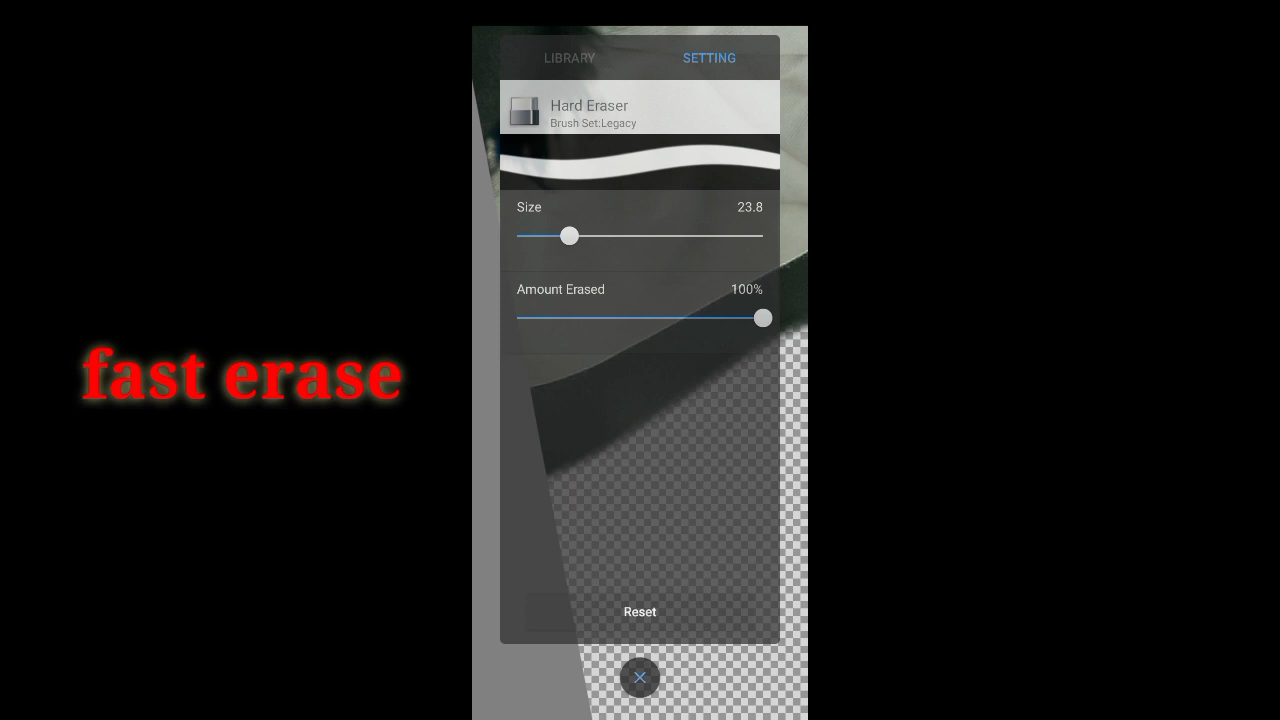 LIBRARY SETTING
Hard Eraser
Brush Set:Legacy
Size 23.8
Amount Erased 100%
fast erase
Reset